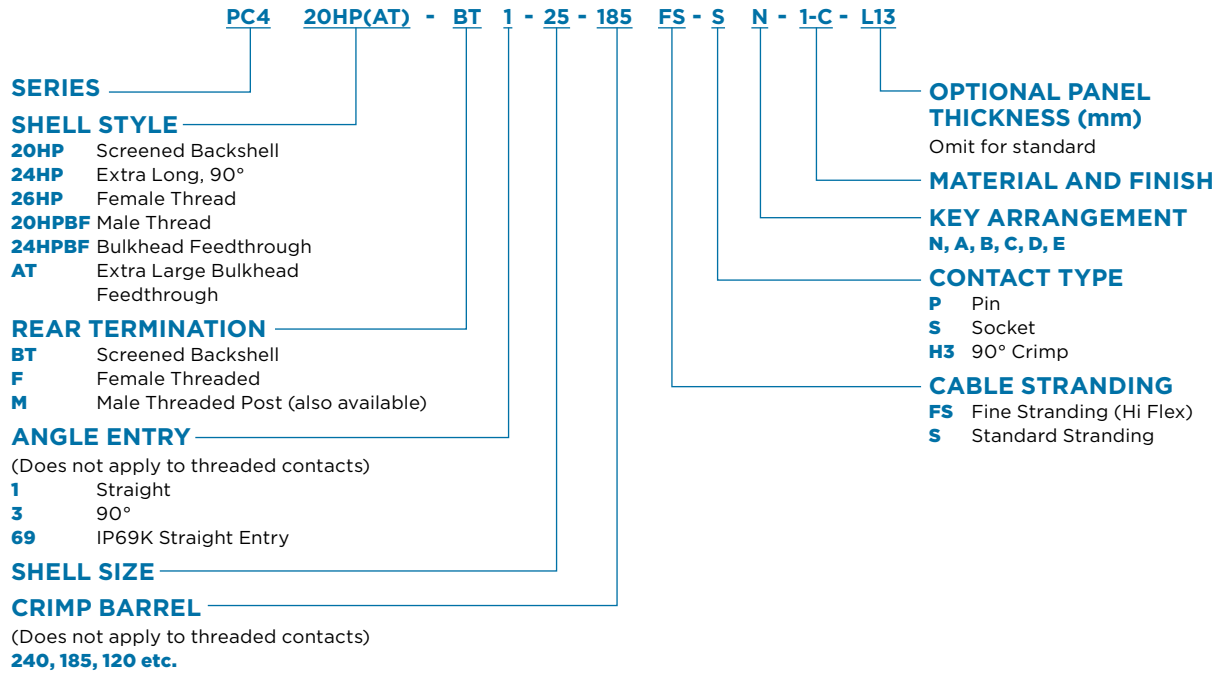 PC4 20HP(AT) - BT 1 - 25 - 185 FS - S N - 1-C - L13
SERIES
SHELL STYLE
20HP Screened Backshell
24HP Extra Long, 90°
26HP Female Thread
20HPBF Male Thread
24HPBF Bulkhead Feedthrough
AT Extra Large Bulkhead
Feedthrough
REAR TERMINATION
BT Screened Backshell
F Female Threaded
M Male Threaded Post (also available)
ANGLE ENTRY
(Does not apply to threaded contacts)
1 Straight
3 90°
69 IP69K Straight Entry
SHELL SIZE
CRIMP BARREL
(Does not apply to threaded contacts)
240, 185, 120 etc.
OPTIONAL PANEL
THICKNESS (mm)
Omit for standard
MATERIAL AND FINISH
KEY ARRANGEMENT
N, A, B, C, D, E
CONTACT TYPE
P Pin
S Socket
H3 90° Crimp
CABLE STRANDING
FS Fine Stranding (Hi Flex)
S Standard Stranding